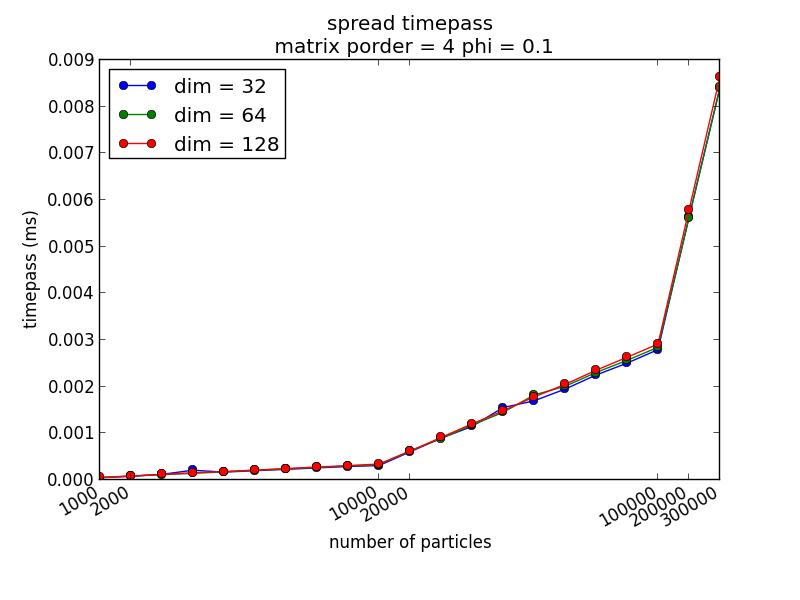 spread timepass
matrix porder = 4 phi = 0.1
0.009
0.008
0.007
0.006
0.005
0.004
0.003
0.002
0.001
0.000
timepass (ms)
dim = 32
dim = 64
dim = 128
1000
2000
10000
20000
100000
200000
300000
number of particles